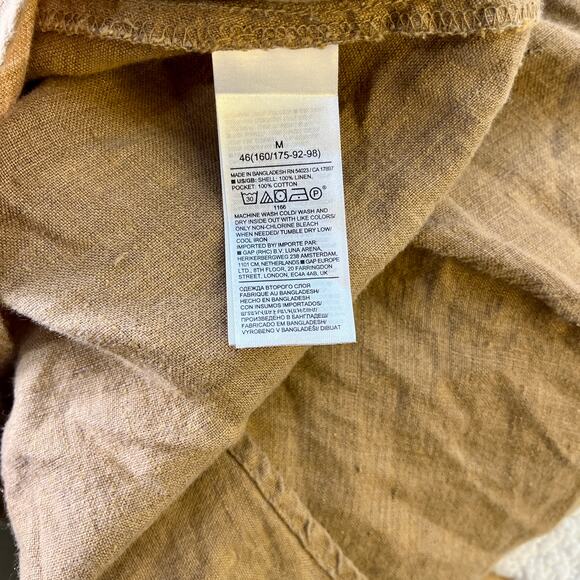 M
46(160/175-92-98)
MADE IN BANGLADESH RN 54023 / CA 17897
■ US/GB: SHELL: 100% LINEN,
POCKET: 100% COTTON
30 P
1166
MACHINE WASH COLD/ WASH AND
DRY INSIDE OUT WITH LIKE COLORS/
ONLY NON-CHLORINE BLEACH
WHEN NEEDED/ TUMBLE DRY LOW/
COOL IRON
IMPORTED BY/ IMPORTE PAR:
■ GAP (RHC) B.V. LUNA ARENA,
HERIKERBERGWEG 238 AMSTERDAM,
1101 CM, NETHERLANDS ■ GAP EUROPE
LTD., 8TH FLOOR, 20 FARRINGDON
STREET, LONDON, EC4A 4AB, UK
ОДЕЖДА ВТОРОГО СЛОЯ
FABRIQUE AU BANGLADESH/
HECHO EN BANGLADESH
CON INSUMOS IMPORTADOS/
ПРОИЗВЕДЕНО В БАНГЛАДЕШ/
FABRICADO EM BANGLADESH/
VYROBENO V BANGLADÉŠI/ DIBUAT